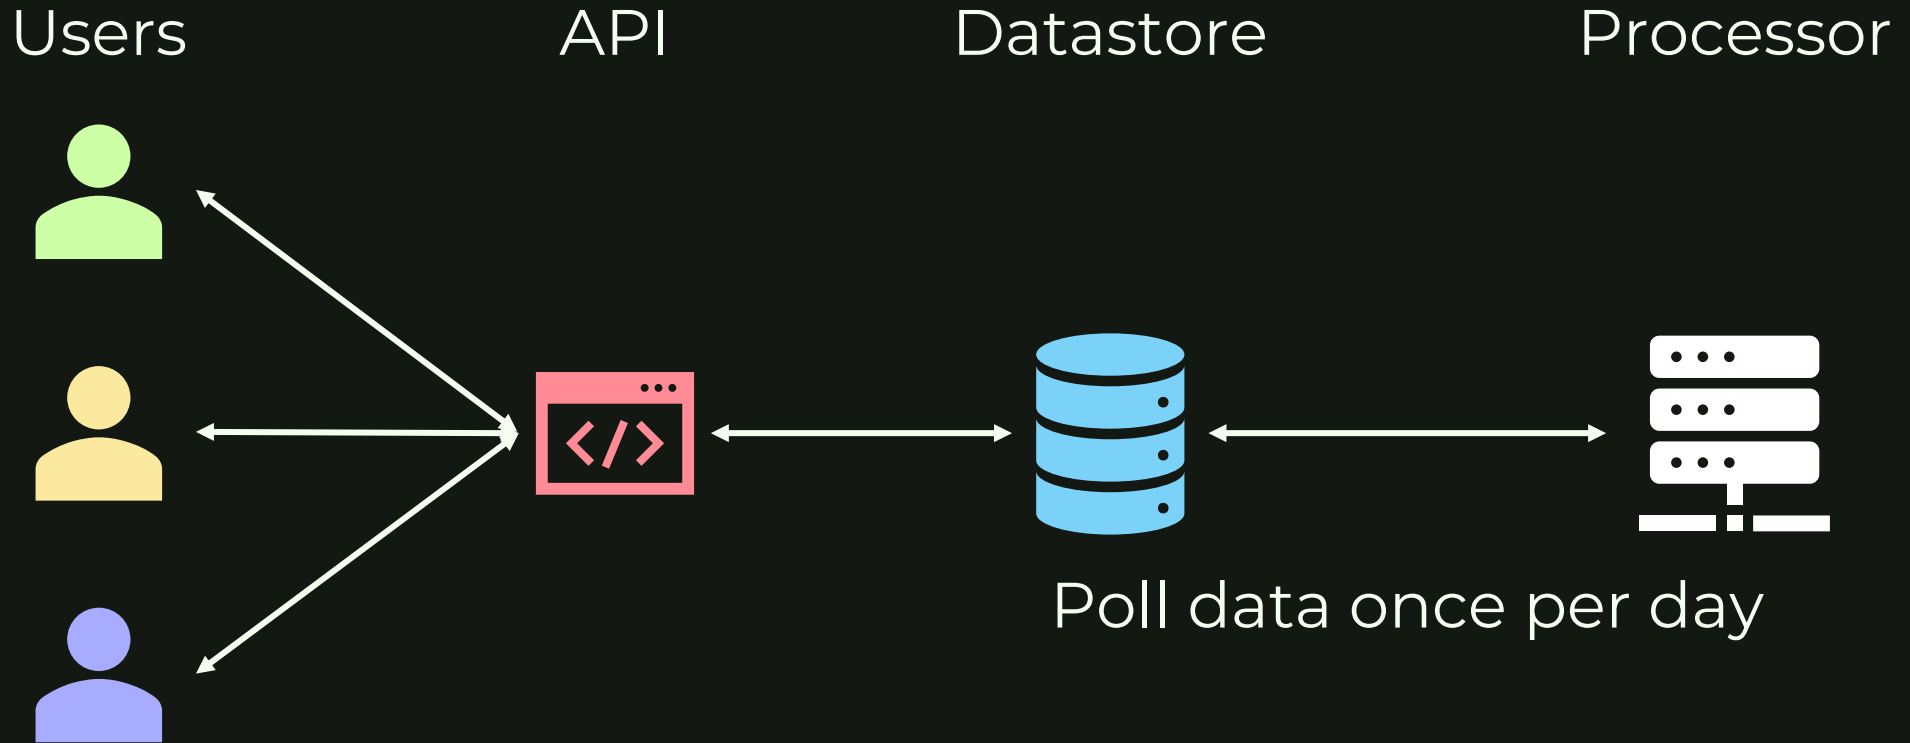 Users
API
Datastore
Processor
</>
Poll data once per day